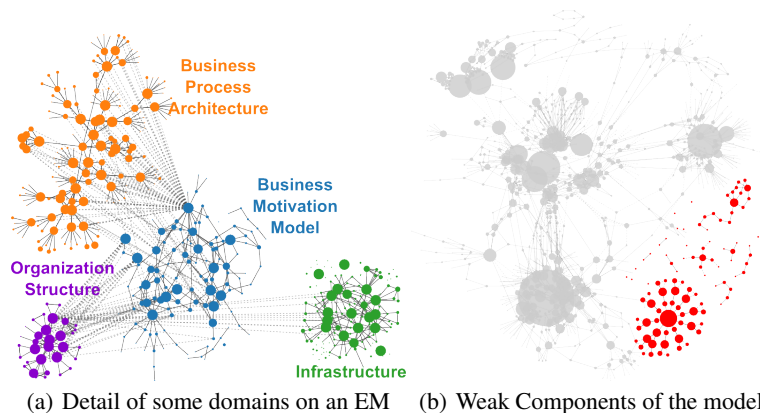 Business
Process
Architecture
Business
Motivation
Model
Organization
Structure
Infrastructure
(a) Detail of some domains on an EM
(b) Weak Components of the model